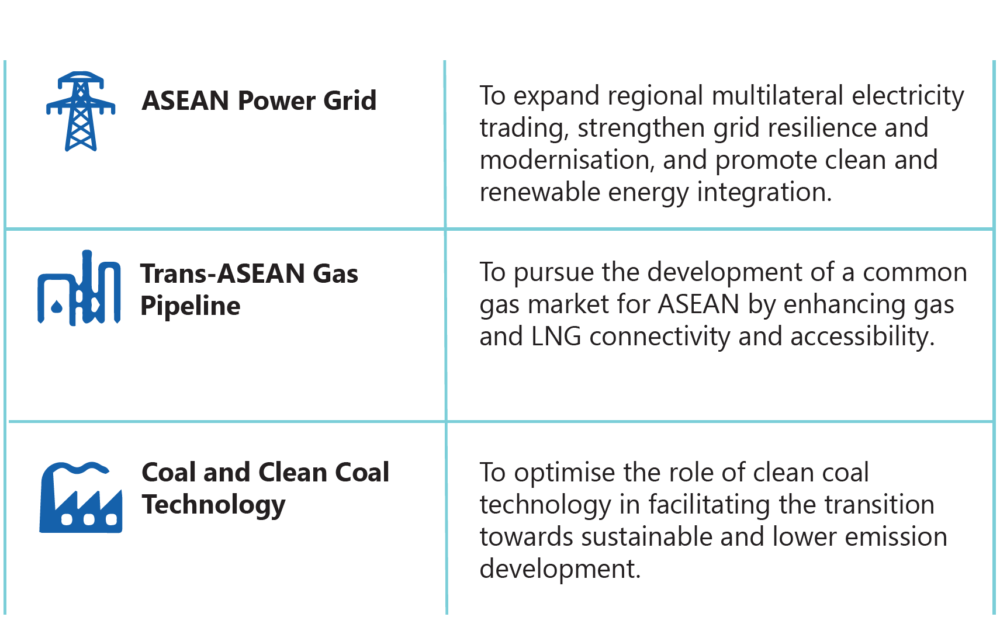 ASEAN Power Grid
To expand regional multilateral electricity
trading, strengthen grid resilience and
modernisation, and promote clean and
renewable energy integration.
Trans-ASEAN Gas
Pipeline
To pursue the development of a common
gas market for ASEAN by enhancing gas
and LNG connectivity and accessibility.
Coal and Clean Coal
Technology
To optimise the role of clean coal
technology in facilitating the transition
towards sustainable and lower emission
development.